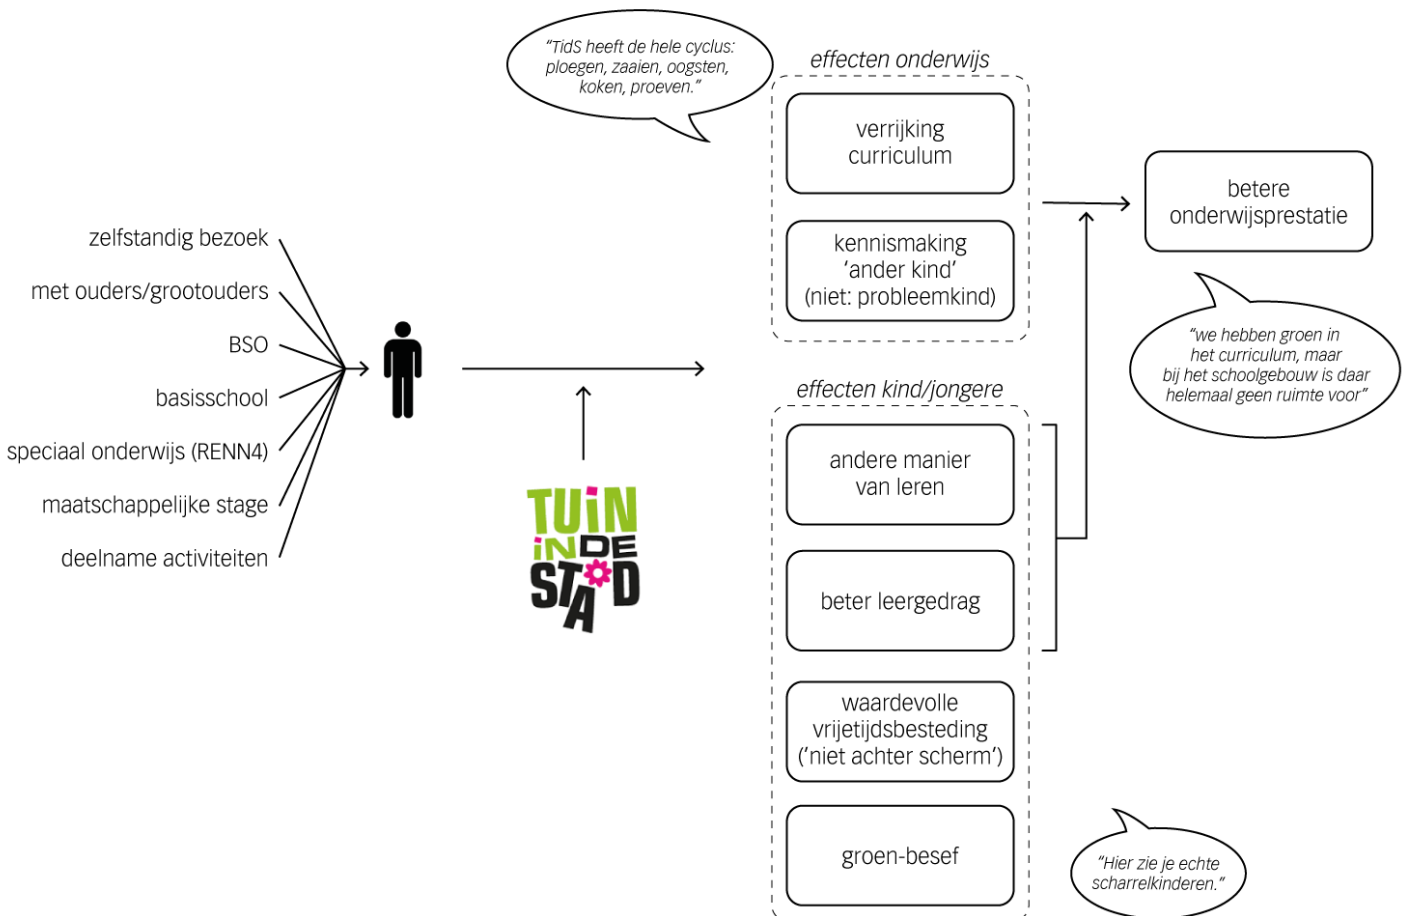 “TidS heeft de hele cyclus:
ploegen, zaaien, oogsten,
koken, proeven.”
effecten onderwijs
verrijking
curriculum
kennismaking
‘ander kind’
(niet: probleemkind)
betere
onderwijsprestatie
“we hebben groen in
het curriculum, maar
bij het schoolgebouw is daar
helemaal geen ruimte voor”
zelfstandig bezoek
met ouders/grootouders
BSO
basisschool
speciaal onderwijs (RENN4)
maatschappelijke stage
deelname activiteiten
TUiN
iNDE
STAD
effecten kind/jongere
andere manier
van leren
beter leergedrag
waardevolle
vrijetijdsbesteding
(‘niet achter scherm’)
groen-besef
“Hier zie je echte
scharrelkinderen.”